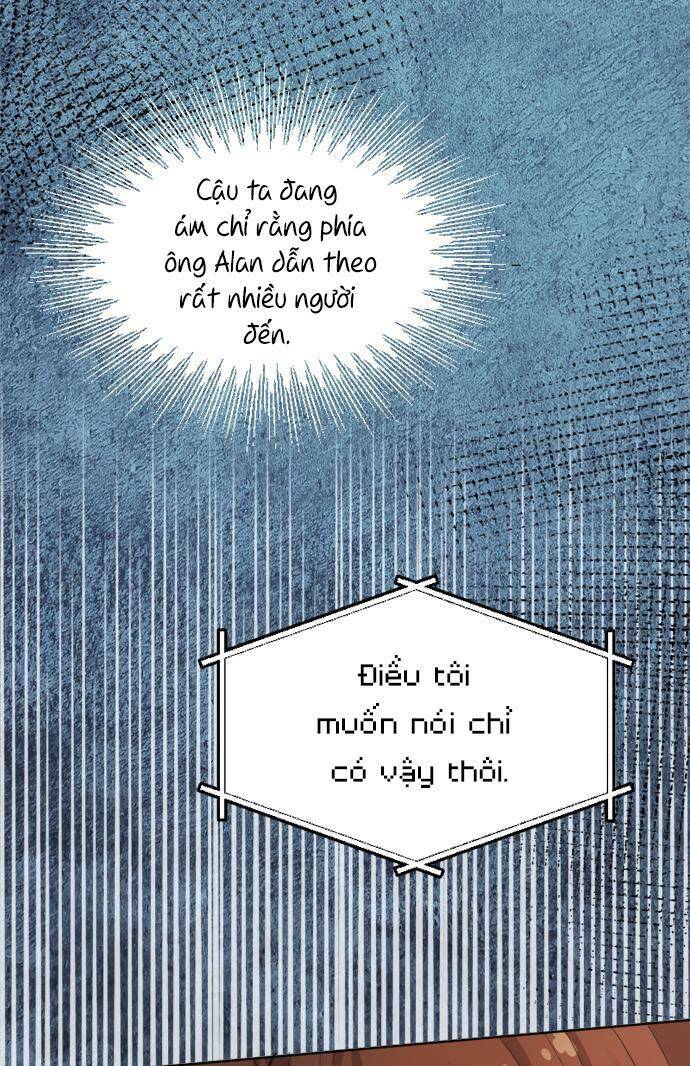 Cậu ta đang
ám chỉ rằng phía
ông Alan dẫn theo
rất nhiều người
đến.
Điều tôi
muốn nói chỉ
có vậy thôi.